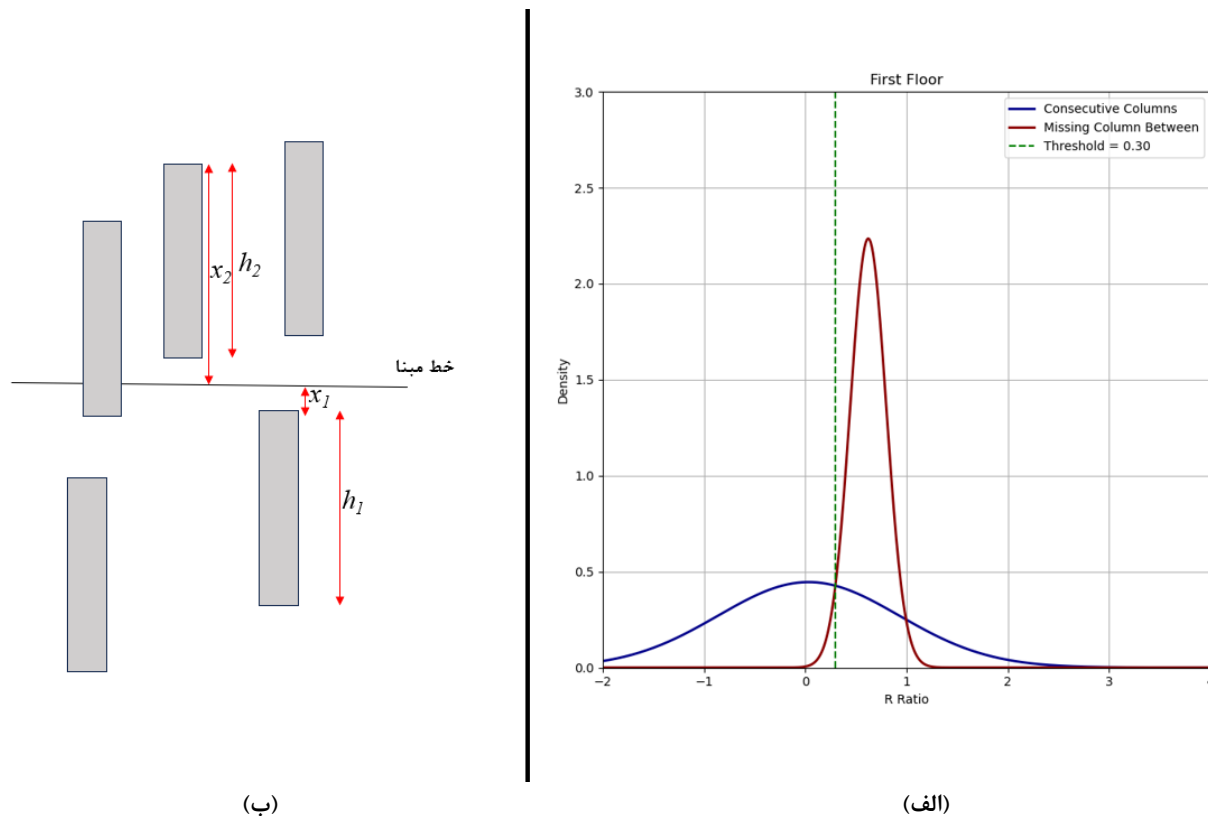 First Floor
Consecutive Columns
Missing Column Between
Threshold = 0.30
3.0
2.5
2.0
1.5
1.0
0.5
0.0
Density
−2
−1
0
1
2
3
R Ratio
(الف)
x2
h2
خط مبنا
x1
h1
(ب)